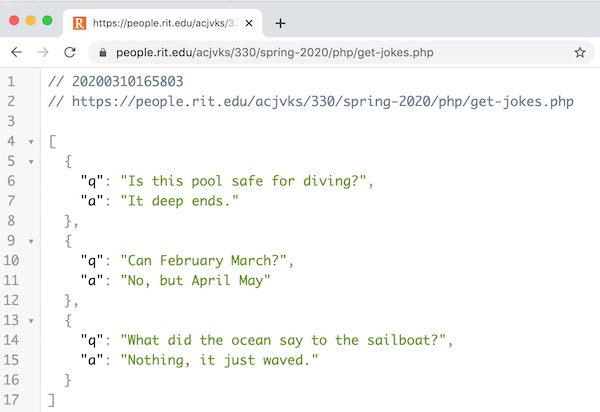 https://people.rit.edu/acjvks/3
people.rit.edu/acjvks/330/spring-2020/php/get-jokes.php
1 // 20200310165803
2 // https://people.rit.edu/acjvks/330/spring-2020/php/get-jokes.php
3
4 [
5 {
6 "q": "Is this pool safe for diving?",
7 "a": "It deep ends."
8 },
9 {
10 "q": "Can February March?",
11 "a": "No, but April May"
12 },
13 {
14 "q": "What did the ocean say to the sailboat?",
15 "a": "Nothing, it just waved."
16 }
17 ]